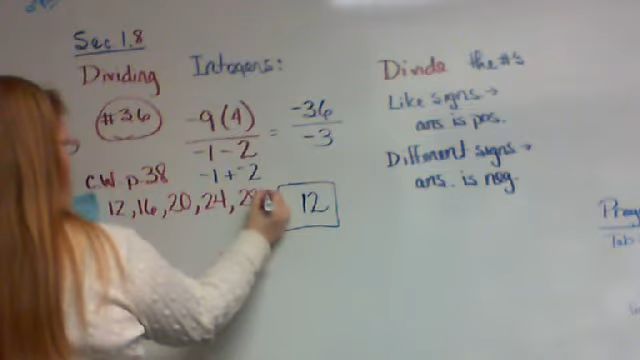 Sec 1.8
Dividing Integers:
#36
-9(4) / -1-2 = -36 / -3
-1+-2
12
C.W. p.38
12, 16, 20, 24, 28
Divide the #s
Like signs →
ans is pos.
Different signs →
ans. is neg.
Tab